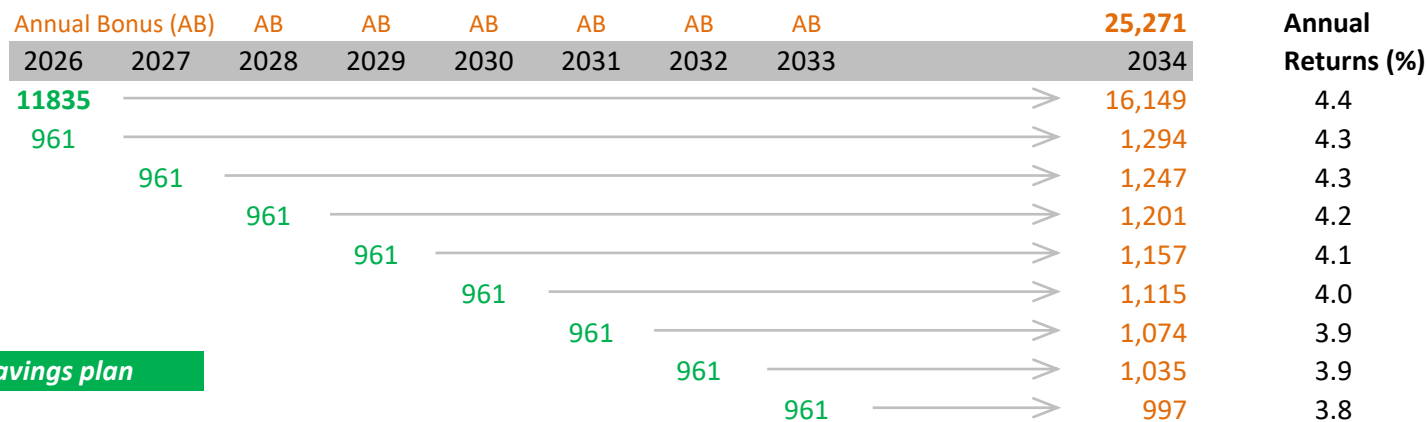 Annual Bonus (AB) AB AB AB AB AB AB 25,271 Annual
2026 2027 2028 2029 2030 2031 2032 2033 2034 Returns (%)
11835 16,149 4.4
961 1,294 4.3
961 1,247 4.3
961 1,201 4.2
961 1,157 4.1
961 1,115 4.0
961 1,074 3.9
plan 961 1,035 3.9
961 997 3.8